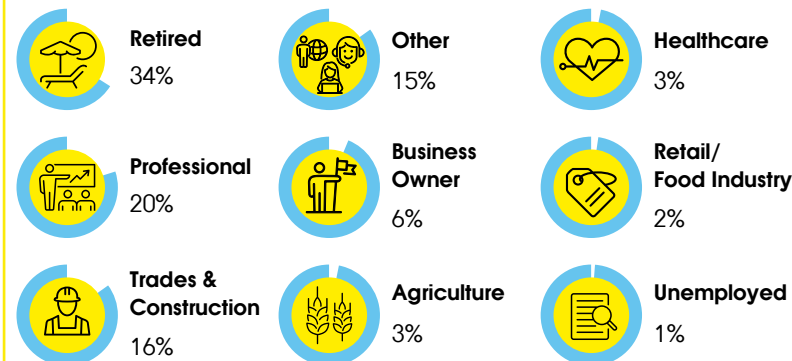 Retired
34%
Other
15%
Healthcare
3%
Professional
20%
Business
Owner
6%
Retail/
Food Industry
2%
Trades &
Construction
16%
Agriculture
3%
Unemployed
1%